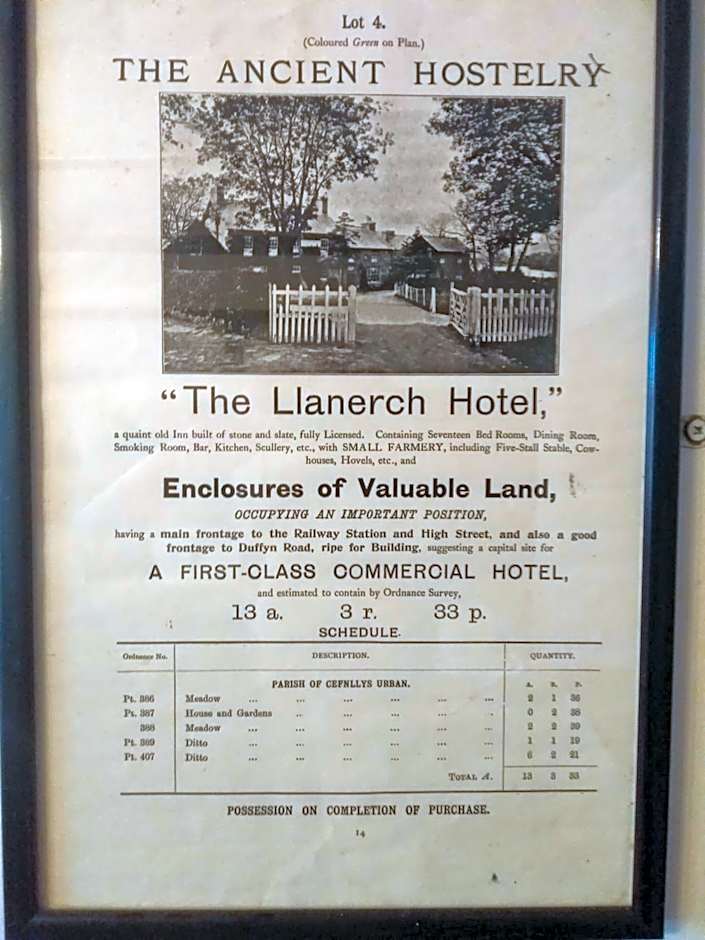 Lot 4.
(Coloured Green on Plan.)
THE ANCIENT HOSTELRY
"The Llanerch Hotel,"
a quaint old Inn built of stone and slate, fully Licensed. Containing Seventeen Bed Rooms, Dining Room,
Smoking Room, Bar, Kitchen, Scullery, etc., with SMALL FARMERY, including Five-Stall Stable, Cow-
houses, Hovels, etc., and
Enclosures of Valuable Land,
OCCUPYING AN IMPORTANT POSITION,
having a main frontage to the Railway Station and High Street, and also a good
frontage to Duffyn Road, ripe for Building, suggesting a capital site for
A FIRST-CLASS COMMERCIAL HOTEL,
and estimated to contain by Ordnance Survey,
13 a. 3 r. 33 p.
SCHEDULE.
Ordnance No. DESCRIPTION. QUANTITY.
PARISH OF CEFNLLYS URBAN. A. R. P.
Pt. 386 Meadow ... ... ... ... ... ... 2 1 36
Pt. 387 House and Gardens ... ... ... ... ... 0 2 38
388 Meadow ... ... ... ... ... ... 2 2 39
Pt. 389 Ditto ... ... ... ... ... ... 1 1 19
Pt. 407 Ditto ... ... ... ... ... ... 6 2 21
TOTAL A. 13 3 33
POSSESSION ON COMPLETION OF PURCHASE.
14